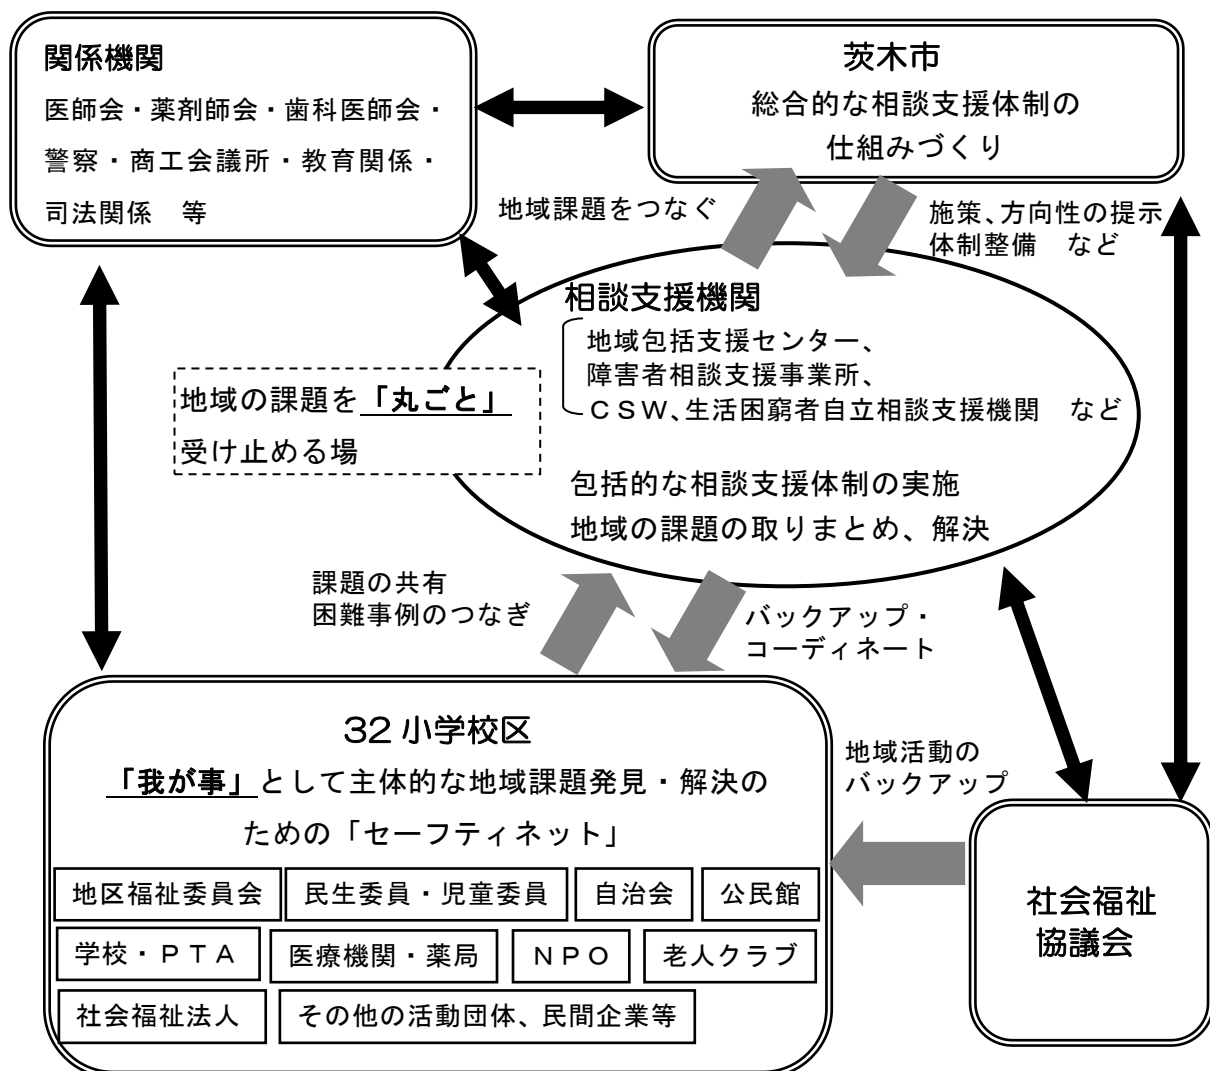 関係機関
医師会・薬剤師会・歯科医師会・
警察・商工会議所・教育関係・
司法関係　等
茨木市
総合的な相談支援体制の
仕組みづくり
地域課題をつなぐ
施策、方向性の提示
体制整備　など
相談支援機関
地域包括支援センター、
障害者相談支援事業所、
ＣＳＷ、生活困窮者自立相談支援機関　など
地域の課題を「丸ごと」
受け止める場
包括的な相談支援体制の実施
地域の課題の取りまとめ、解決
課題の共有
困難事例のつなぎ
バックアップ・
コーディネート
32 小学校区
「我が事」として主体的な地域課題発見・解決の
ための「セーフティネット」
地区福祉委員会
民生委員・児童委員
自治会
公民館
学校・ＰＴＡ
医療機関・薬局
ＮＰＯ
老人クラブ
社会福祉法人
その他の活動団体、民間企業等
地域活動の
バックアップ
社会福祉
協議会